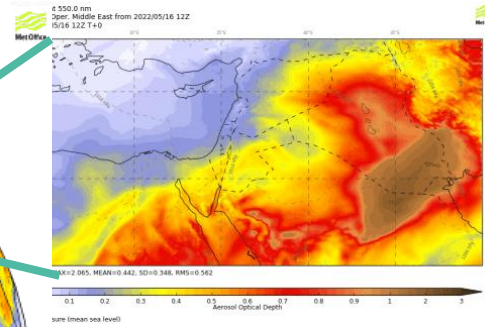 t 550.0 nm
Oper. Middle East from 2022/05/16 12Z
05/16 12Z T+0
Met Office
Met
MAX=2.065, MEAN=0.442, SD=0.348, RMS=0.562
0.1 0.2 0.3 0.4 0.5 0.6 0.7 0.8 0.9 1 2 3
Aerosol Optical Depth
sure (mean sea level)